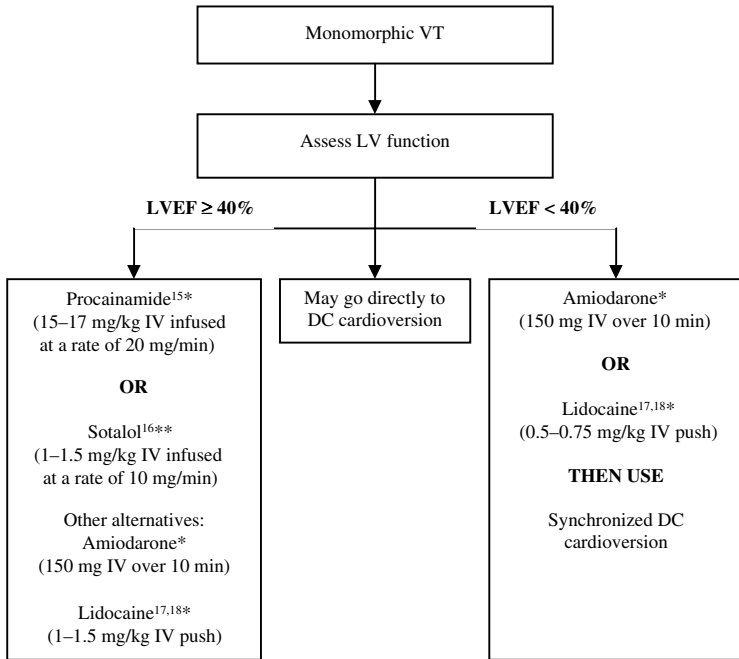 Monomorphic VT
Assess LV function
LVEF ≥ 40%
LVEF < 40%
Procainamide¹⁵*
(15–17 mg/kg IV infused
at a rate of 20 mg/min)
OR
Sotalol¹⁶**
(1–1.5 mg/kg IV infused
at a rate of 10 mg/min)
Other alternatives:
Amiodarone*
(150 mg IV over 10 min)
Lidocaine¹⁷,¹⁸*
(1–1.5 mg/kg IV push)
May go directly to
DC cardioversion
Amiodarone*
(150 mg IV over 10 min)
OR
Lidocaine¹⁷,¹⁸*
(0.5–0.75 mg/kg IV push)
THEN USE
Synchronized DC
cardioversion